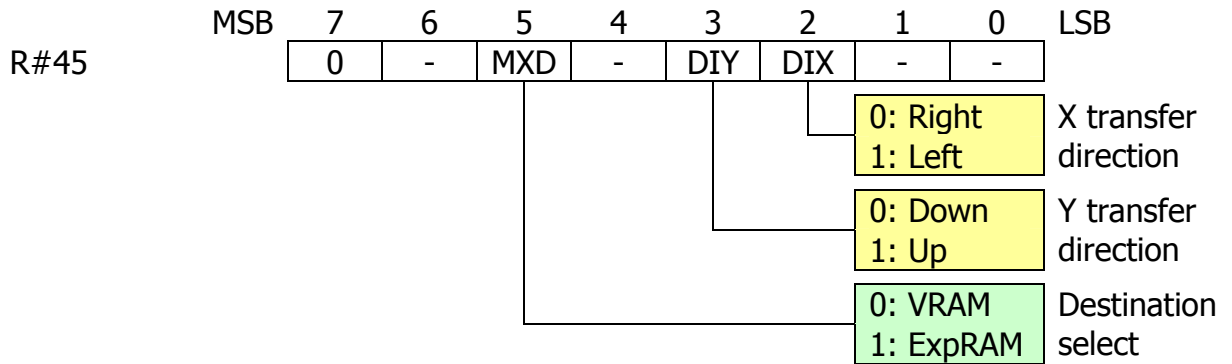 MSB 7 6 5 4 3 2 1 0 LSB
R#45 0 - MXD - DIY DIX - -
0: Right X transfer
1: Left direction
0: Down Y transfer
1: Up direction
0: VRAM Destination
1: ExpRAM select